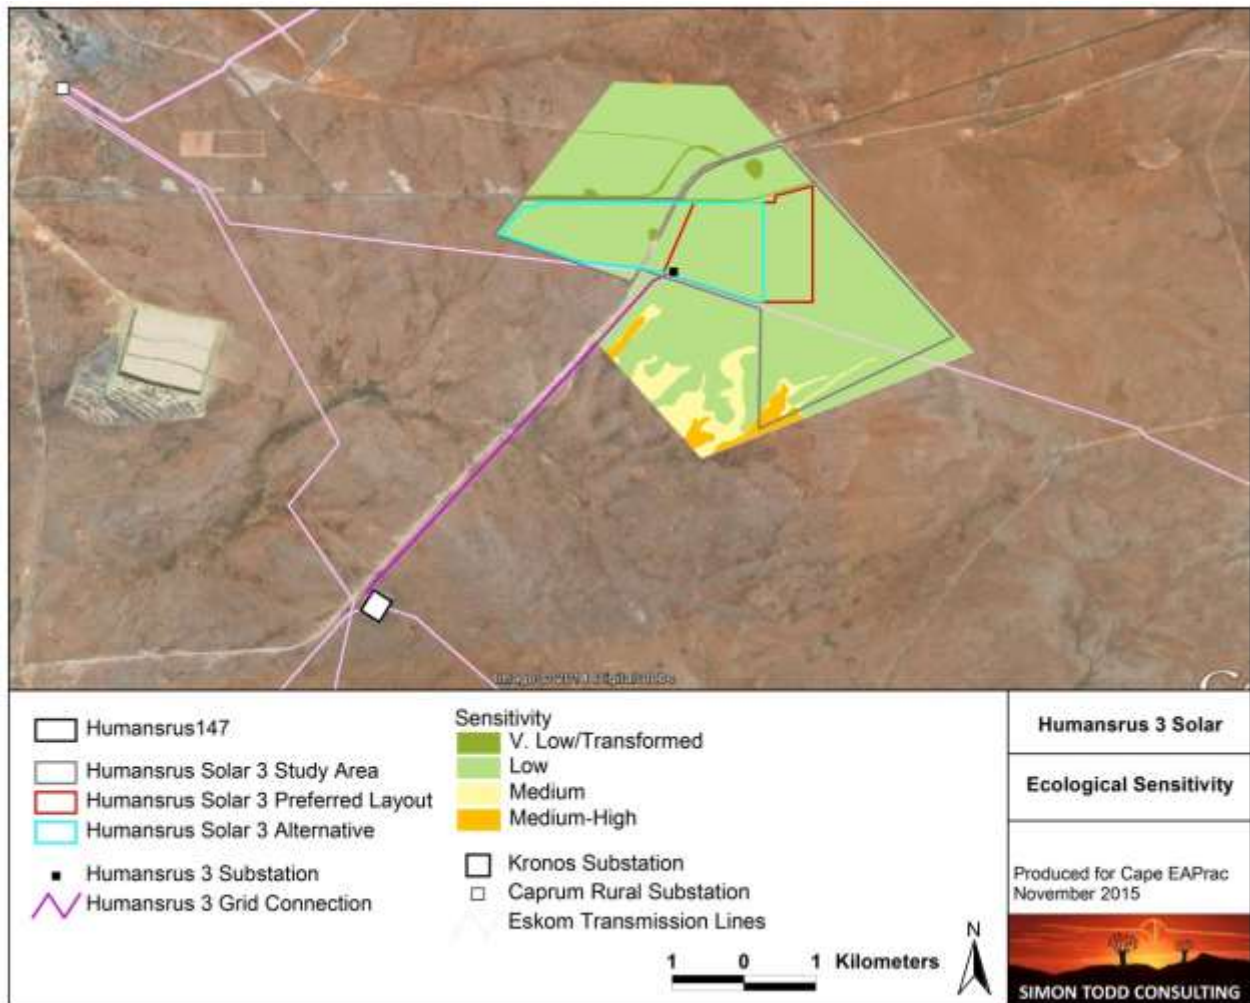 Humansrus147
Humansrus Solar 3 Study Area
Humansrus Solar 3 Preferred Layout
Humansrus Solar 3 Alternative
Humansrus 3 Substation
Humansrus 3 Grid Connection
Sensitivity
V. Low/Transformed
Low
Medium
Medium-High
Kronos Substation
Caprum Rural Substation
Eskom Transmission Lines
1 0 1 Kilometers
N
Humansrus 3 Solar
Ecological Sensitivity
Produced for Cape EAPrac
November 2015
SIMON TODD CONSULTING